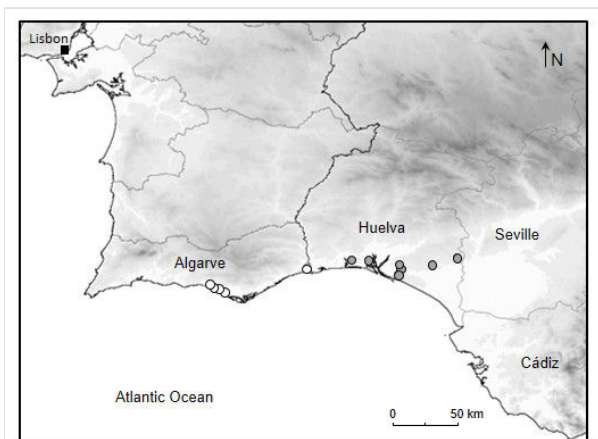 Lisbon
N
Huelva
Seville
Algarve
Cádiz
Atlantic Ocean
0 50 km